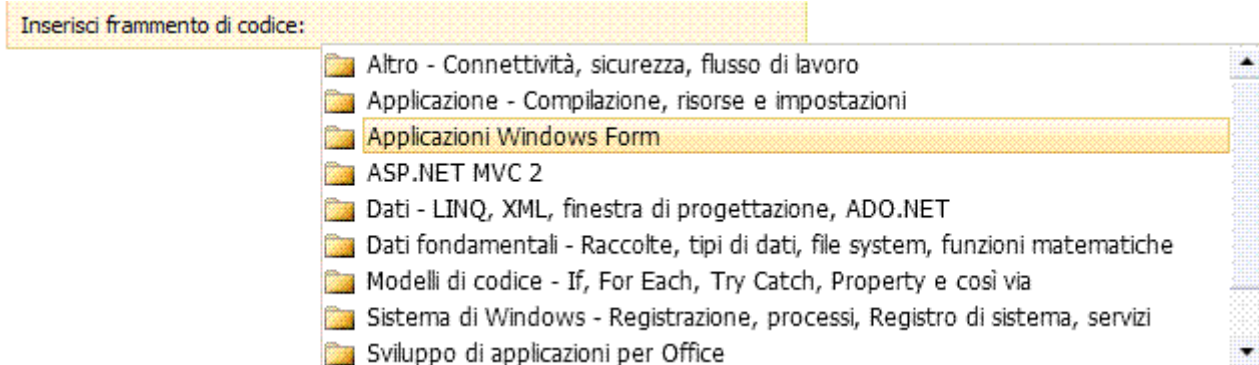 Inserisci frammento di codice:
Altro - Connettività, sicurezza, flusso di lavoro
Applicazione - Compilazione, risorse e impostazioni
Applicazioni Windows Form
ASP.NET MVC 2
Dati - LINQ, XML, finestra di progettazione, ADO.NET
Dati fondamentali - Raccolte, tipi di dati, file system, funzioni matematiche
Modelli di codice - If, For Each, Try Catch, Property e così via
Sistema di Windows - Registrazione, processi, Registro di sistema, servizi
Sviluppo di applicazioni per Office